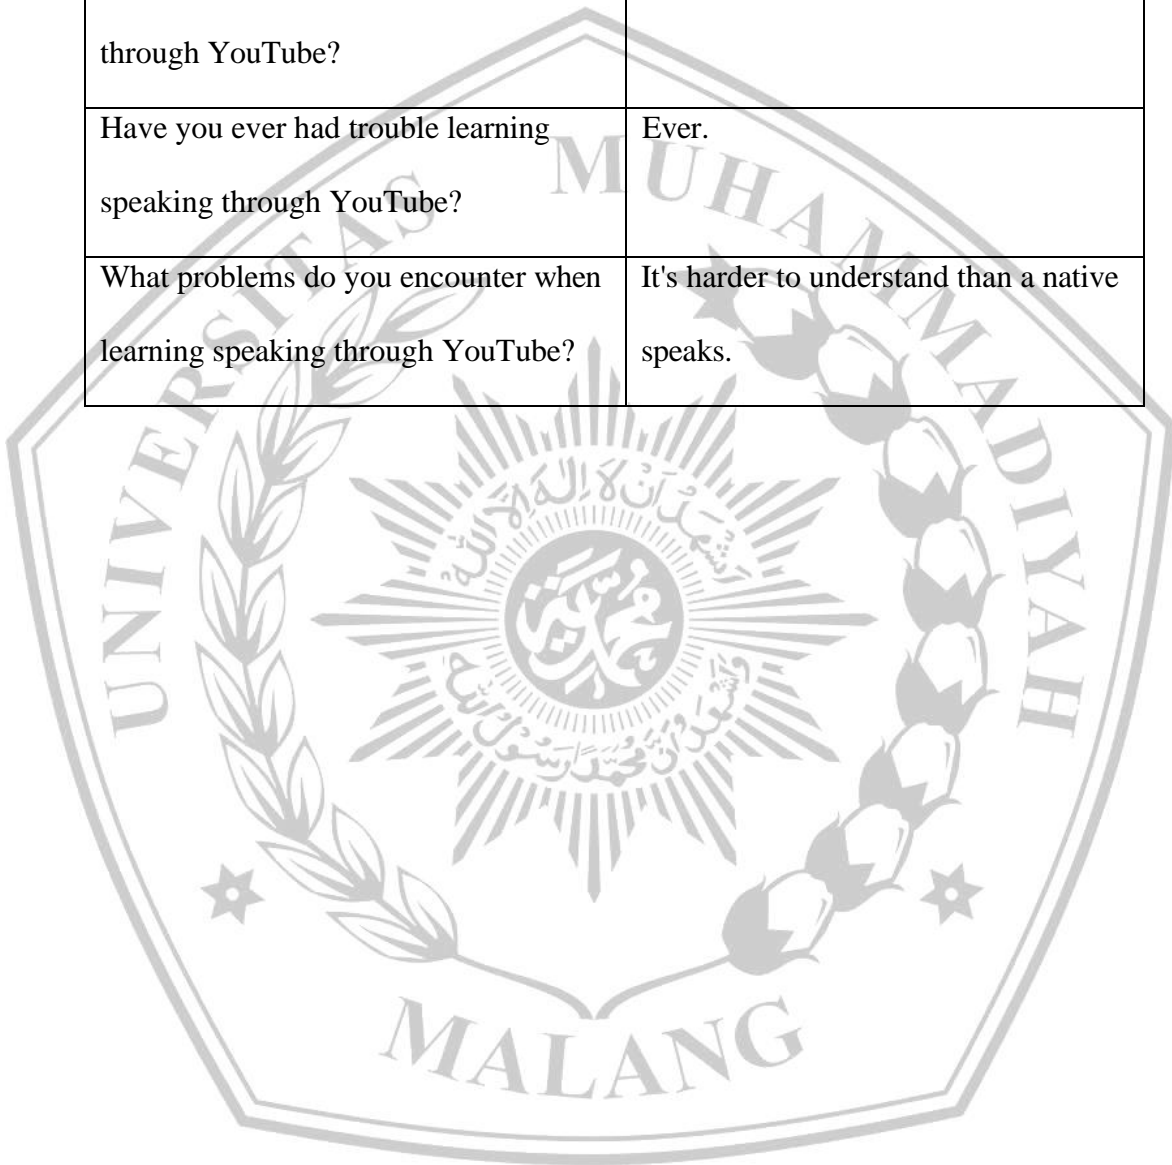 through YouTube?
Have you ever had trouble learning
speaking through YouTube?
Ever.
What problems do you encounter when
learning speaking through YouTube?
It's harder to understand than a native
speaks.
UNIVERSITAS MUHAMMADIYAH
MALANG